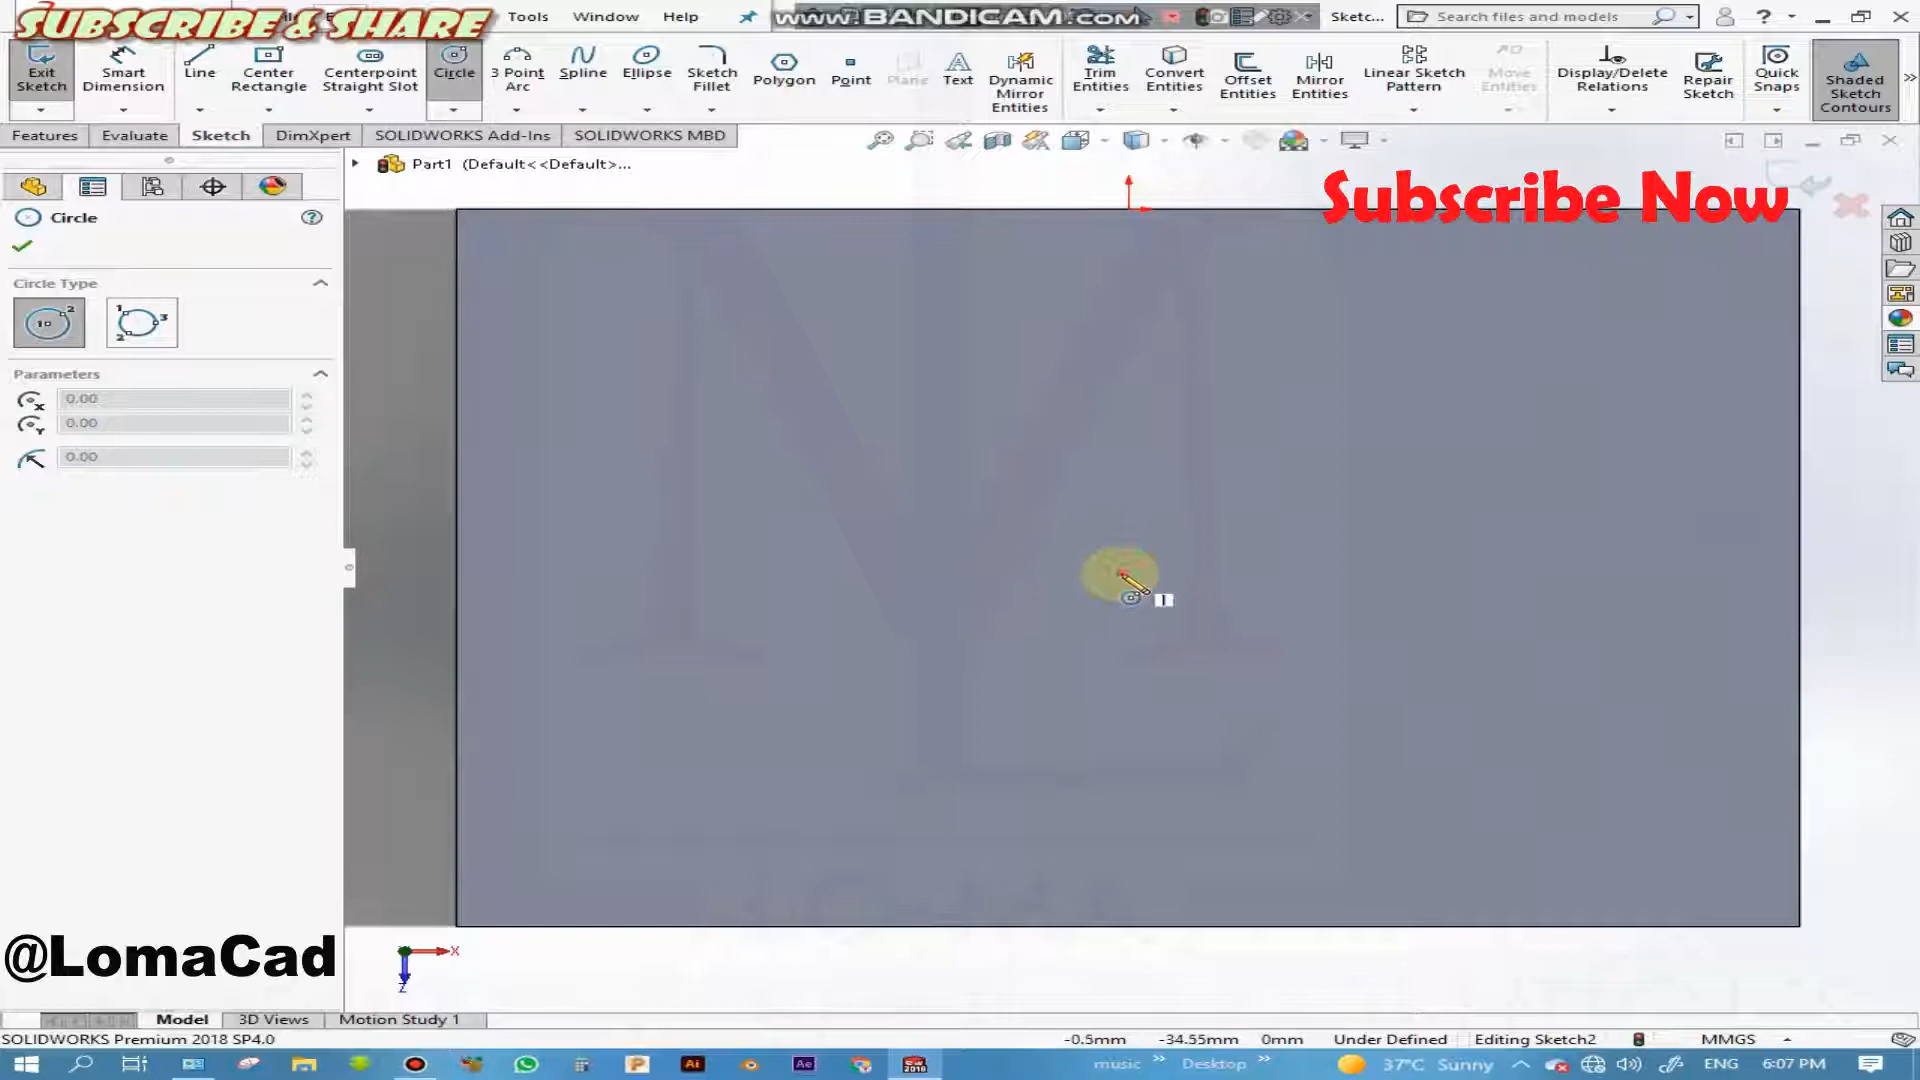 SUBSCRIBE & SHARE
Tools
Window
Help
www.BANDICAM.com
Sketc...
Search files and models
Exit Sketch
Smart Dimension
Line
Center Rectangle
Centerpoint Straight Slot
Circle
3 Point Arc
Spline
Ellipse
Sketch Fillet
Polygon
Point
Plane
Text
Dynamic Mirror Entities
Trim Entities
Convert Entities
Offset Entities
Mirror Entities
Linear Sketch Pattern
Move Entities
Display/Delete Relations
Repair Sketch
Quick Snaps
Shaded Sketch Contours
Features
Evaluate
Sketch
DimXpert
SOLIDWORKS Add-Ins
SOLIDWORKS MBD
Part1 (Default<<Default>...
Subscribe Now
Circle
Circle Type
Parameters
0.00
0.00
0.00
@LomaCad
X
Z
Model
3D Views
Motion Study 1
SOLIDWORKS Premium 2018 SP4.0
-0.5mm
-34.55mm
0mm
Under Defined
Editing Sketch2
MMGS
music
Desktop
37°C Sunny
ENG
6:07 PM